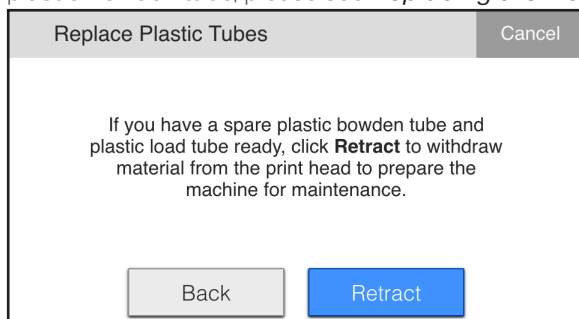 Replace Plastic Tubes
Cancel
If you have a spare plastic bowden tube and
plastic load tube ready, click Retract to withdraw
material from the print head to prepare the
machine for maintenance.
Back
Retract